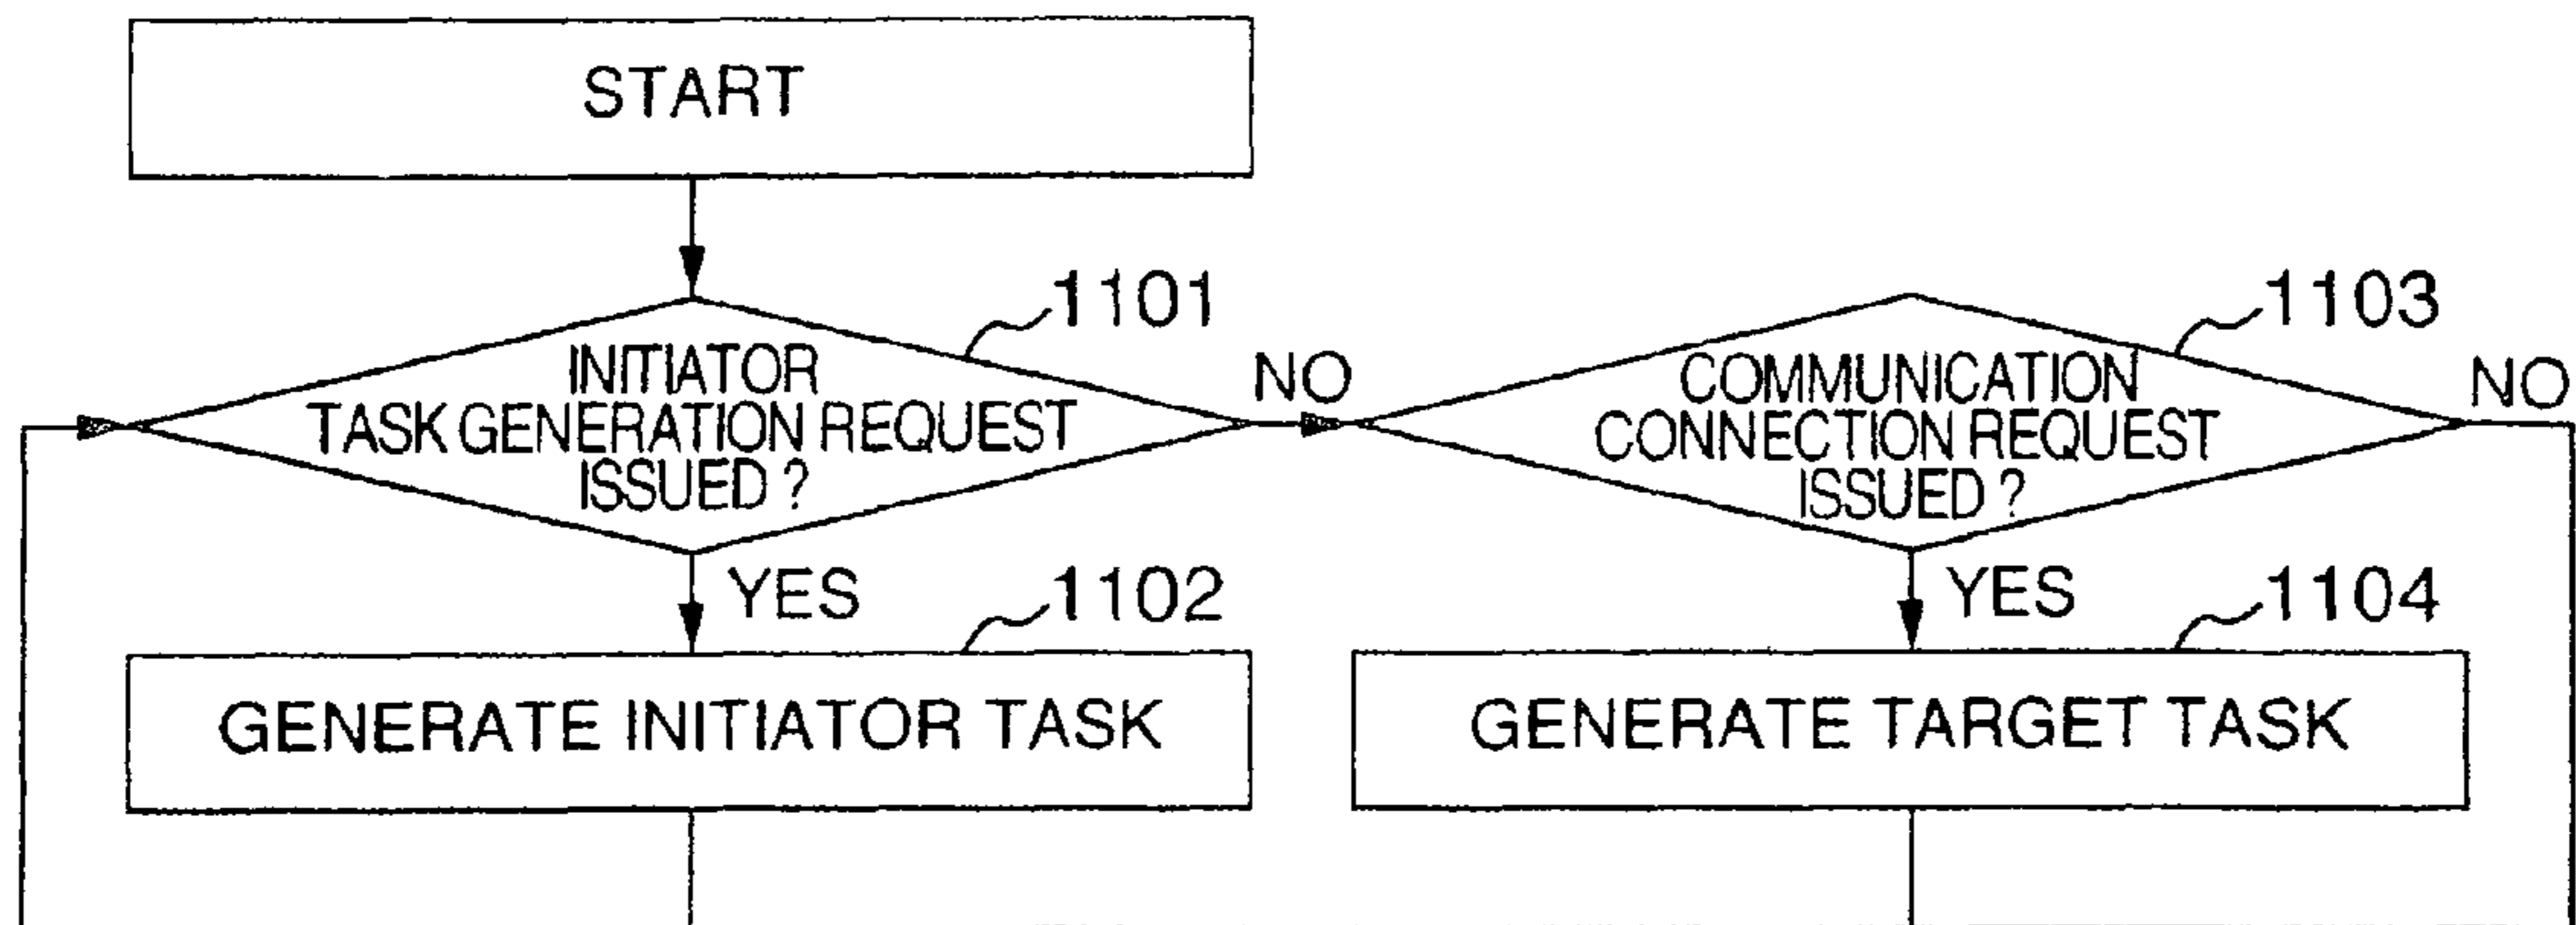 START
1101
INITIATOR
TASK GENERATION REQUEST
ISSUED ?
NO
YES
1102
GENERATE INITIATOR TASK
1103
COMMUNICATION
CONNECTION REQUEST
ISSUED ?
NO
YES
1104
GENERATE TARGET TASK